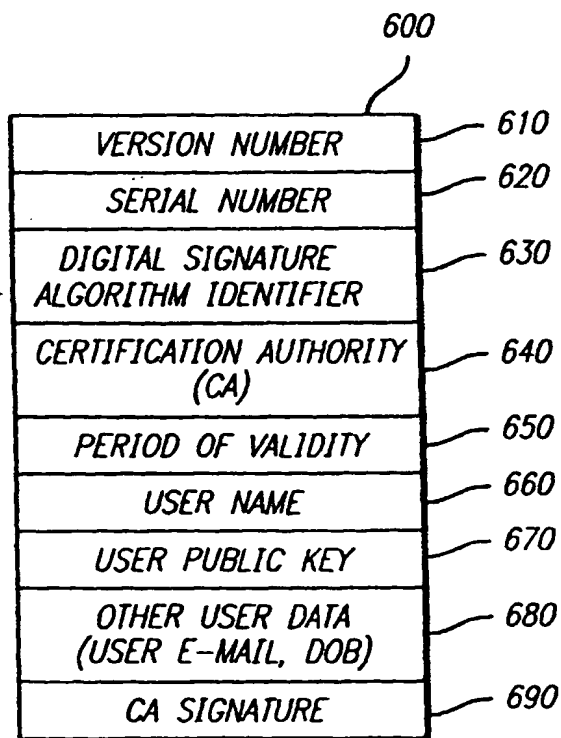 600
VERSION NUMBER 610
SERIAL NUMBER 620
DIGITAL SIGNATURE
ALGORITHM IDENTIFIER 630
CERTIFICATION AUTHORITY
(CA) 640
PERIOD OF VALIDITY 650
USER NAME 660
USER PUBLIC KEY 670
OTHER USER DATA
(USER E-MAIL, DOB) 680
CA SIGNATURE 690